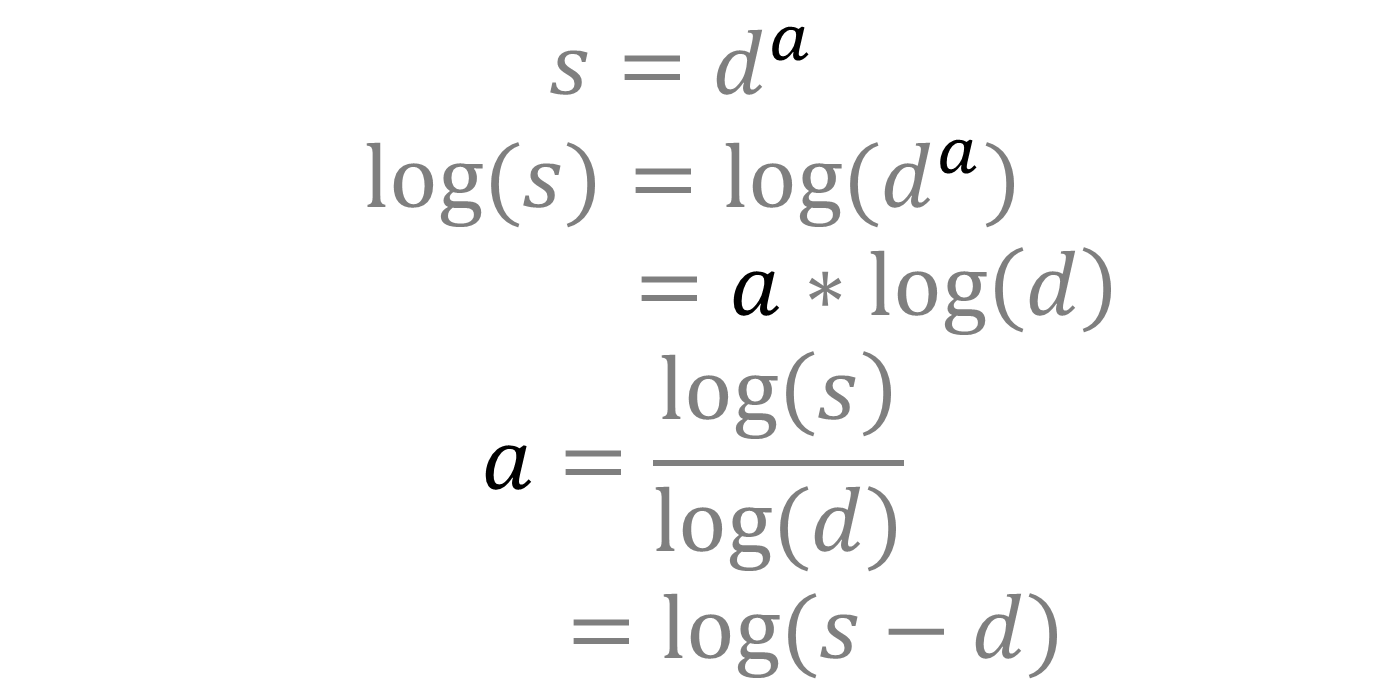 s = d^a
log(s) = log(d^a)
= a * log(d)
a = log(s) / log(d)
= log(s − d)